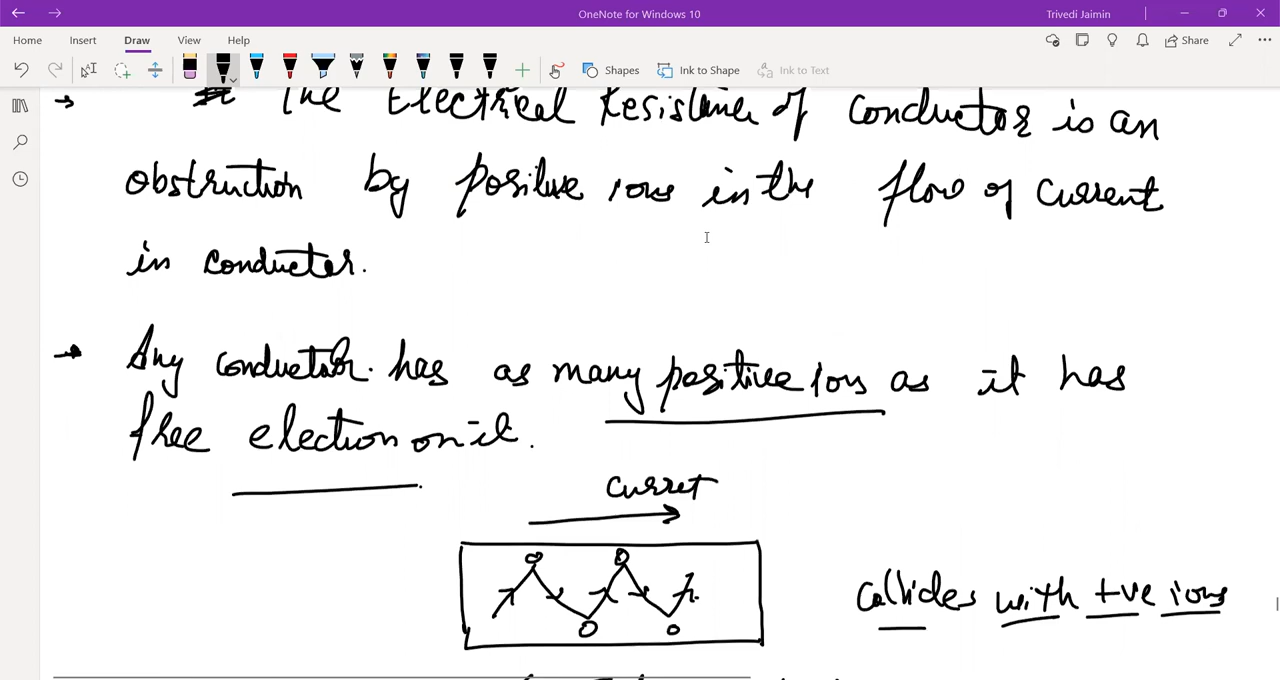 OneNote for Windows 10
Trivedi Jaimin
Home Insert Draw View Help
Share
Shapes Ink to Shape Ink to Text
→ The Electrical Resistance of conductor is an
obstruction by positive ions in the flow of current
in conductor.
→ Any conductor has as many positive ions as it has
free electron on it.
Curret
Collides with +ve ions